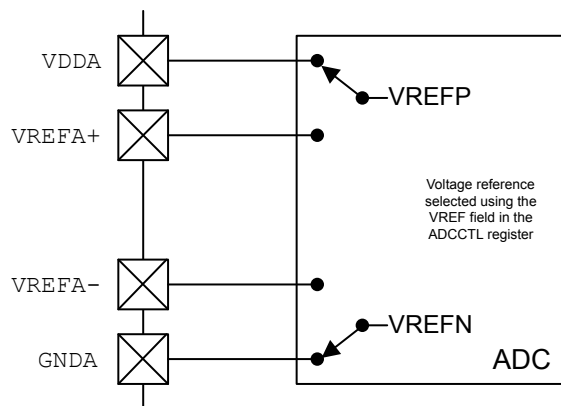 VDDA
VREFP
VREFA+
Voltage reference
selected using the
VREF field in the
ADCCTL register
VREFA-
VREFN
GNDA
ADC